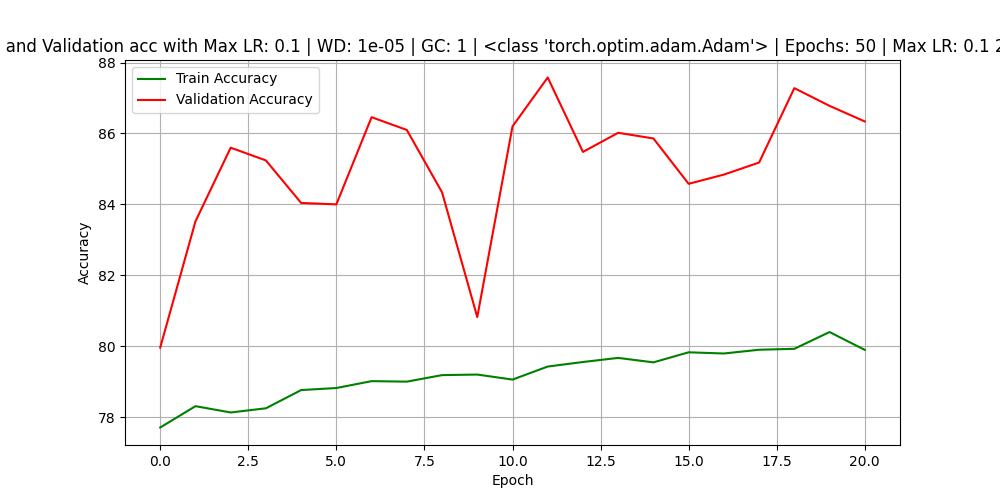 and Validation acc with Max LR: 0.1 | WD: 1e-05 | GC: 1 | <class 'torch.optim.adam.Adam'> | Epochs: 50 | Max LR: 0.1 2
Train Accuracy
Validation Accuracy
88
86
84
82
80
78
Accuracy
0.0 2.5 5.0 7.5 10.0 12.5 15.0 17.5 20.0
Epoch